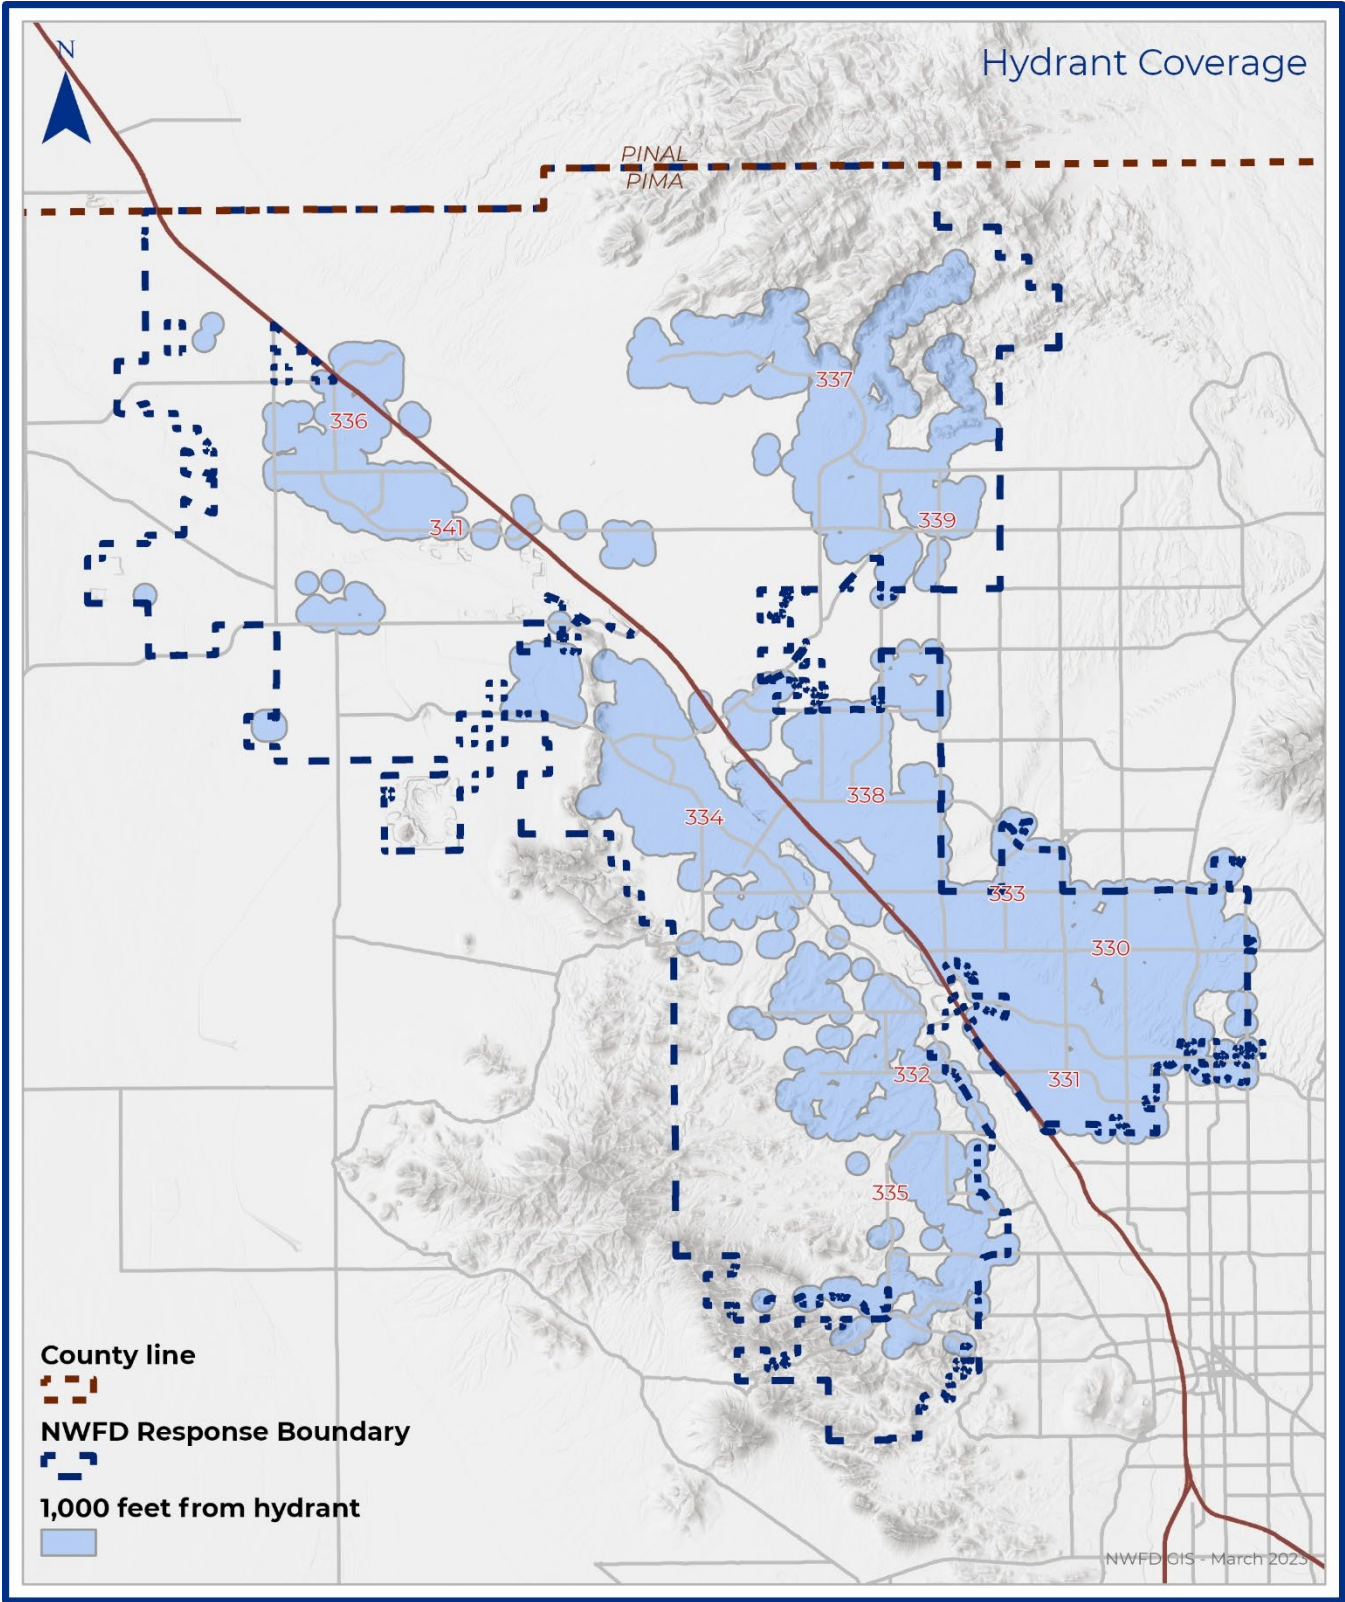 N
Hydrant Coverage
PINAL
PIMA
337
336
339
341
338
334
333
330
332
331
335
County line
NWFD Response Boundary
1,000 feet from hydrant
NWFD GIS - March 2023